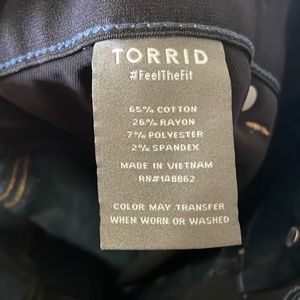 TORRID
#FeelTheFit
65% COTTON
26% RAYON
7% POLYESTER
2% SPANDEX
MADE IN VIETNAM
RN#148862
COLOR MAY TRANSFER
WHEN WORN OR WASHED